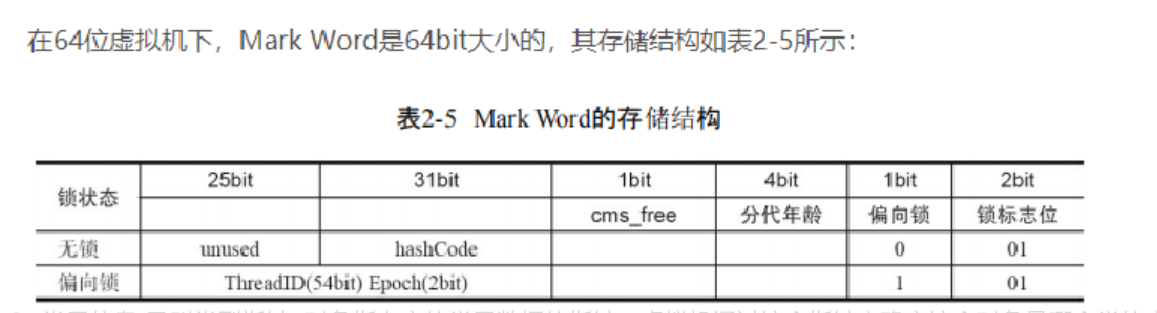 在64位虚拟机下，Mark Word是64bit大小的，其存储结构如表2-5所示：
表2-5 Mark Word的存储结构
锁状态 25bit 31bit 1bit 4bit 1bit 2bit
cms_free 分代年龄 偏向锁 锁标志位
无锁 unused hashCode 0 01
偏向锁 ThreadID(54bit) Epoch(2bit) 1 01